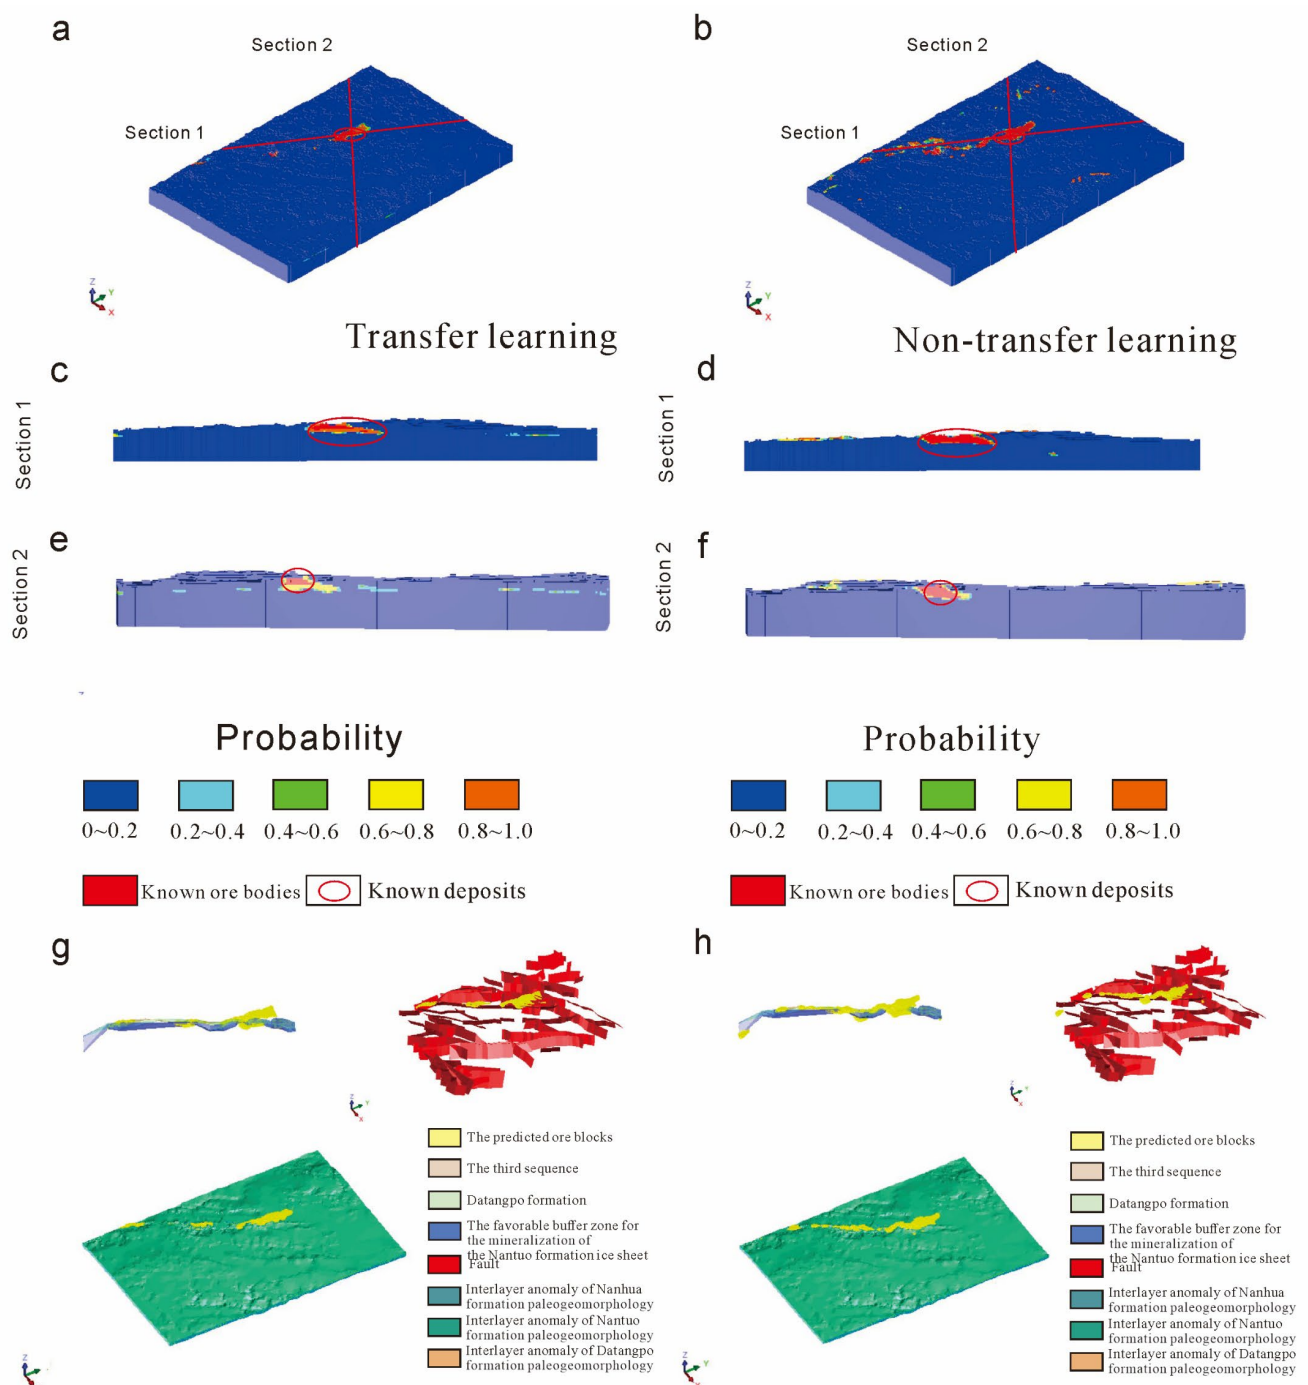 a
b
Section 2
Section 2
Section 1
Section 1
Z
Y
X
Z
Y
X
Transfer learning
Non-transfer learning
c
d
Section 1
Section 1
e
f
Section 2
Section 2
Probability
Probability
0~0.2 0.2~0.4 0.4~0.6 0.6~0.8 0.8~1.0
0~0.2 0.2~0.4 0.4~0.6 0.6~0.8 0.8~1.0
Known ore bodies Known deposits
Known ore bodies Known deposits
g
h
Z
Y
X
Z
Y
X
The predicted ore blocks
The third sequence
Datangpo formation
The favorable buffer zone for
the mineralization of
the Nantuo formation ice sheet
Fault
Interlayer anomaly of Nanhua
formation paleogeomorphology
Interlayer anomaly of Nantuo
formation paleogeomorphology
Interlayer anomaly of Datangpo
formation paleogeomorphology
The predicted ore blocks
The third sequence
Datangpo formation
The favorable buffer zone for
the mineralization of
the Nantuo formation ice sheet
Fault
Interlayer anomaly of Nanhua
formation paleogeomorphology
Interlayer anomaly of Nantuo
formation paleogeomorphology
Interlayer anomaly of Datangpo
formation paleogeomorphology
Z
Z
Y